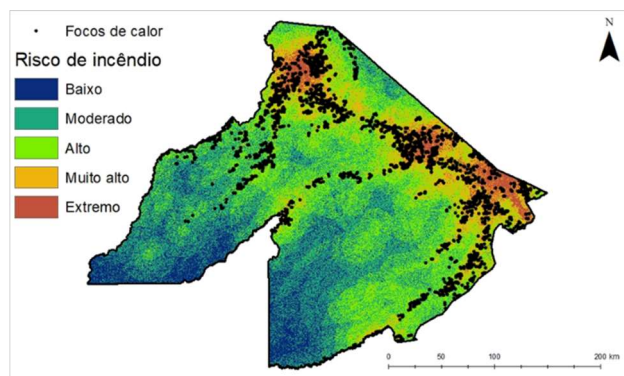 Focos de calor
Risco de incêndio
Baixo
Moderado
Alto
Muito alto
Extremo
N
0 50 100 200 km